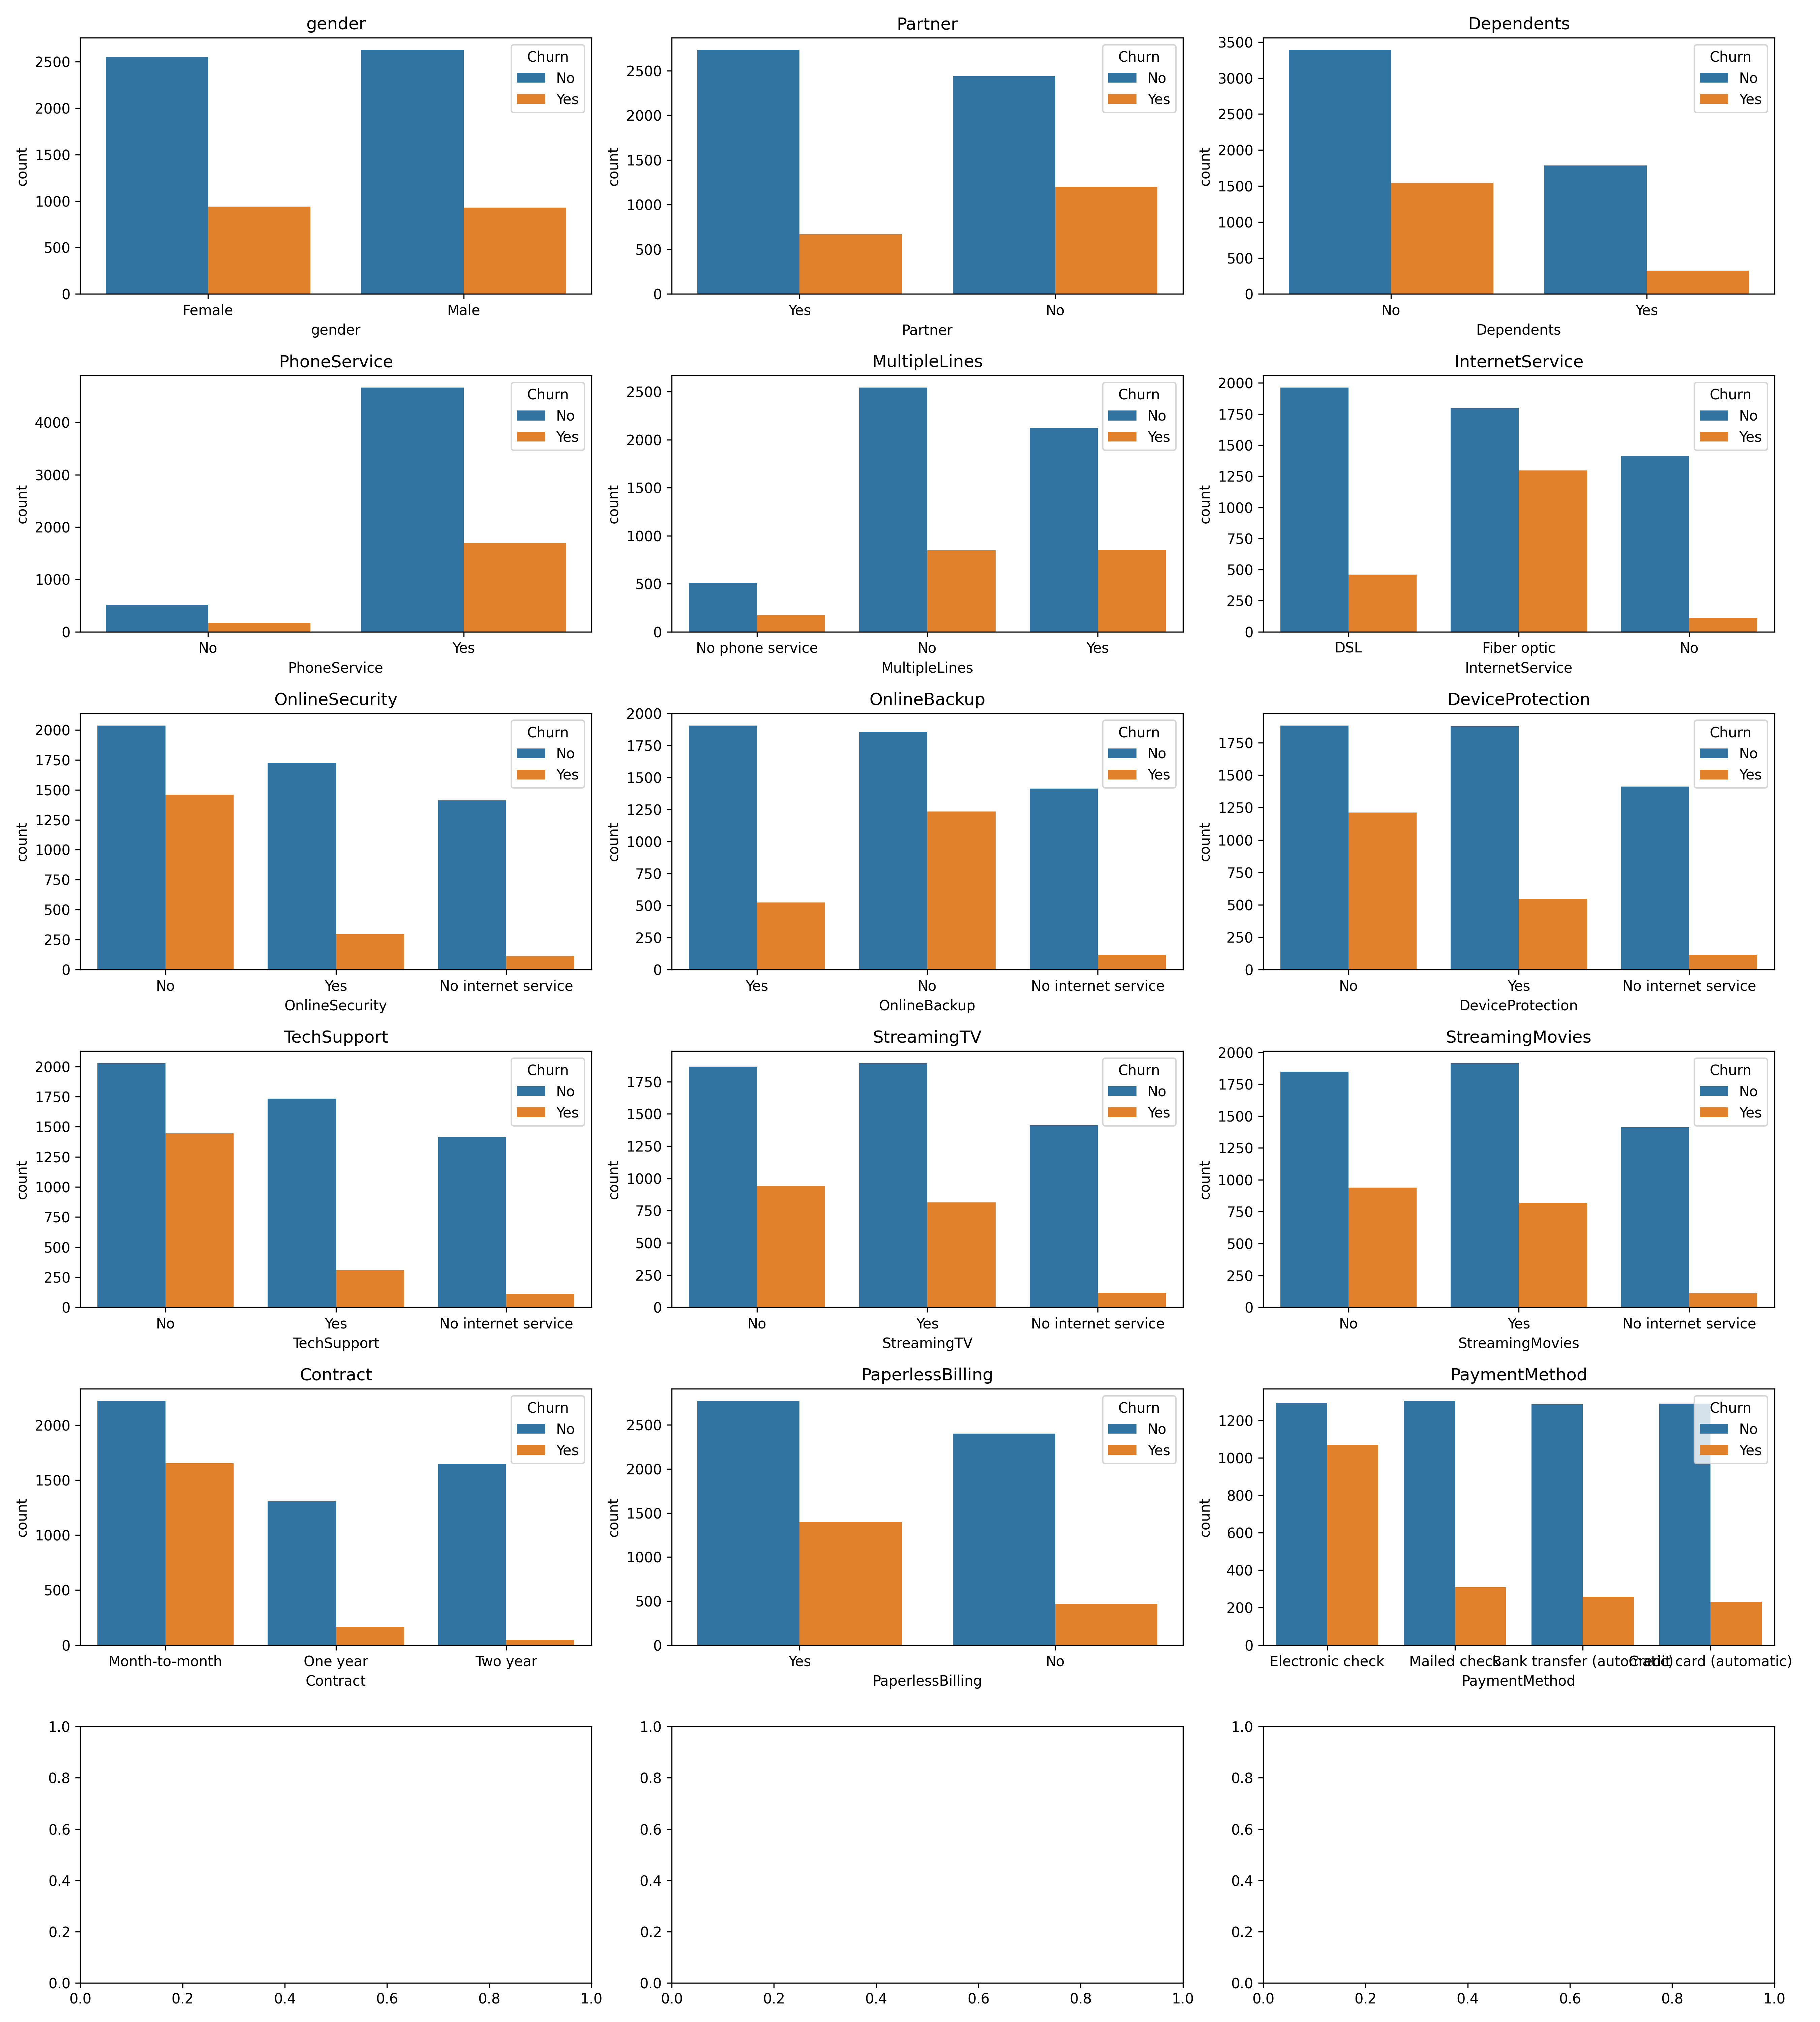 gender
Churn
No
Yes
2500
2000
1500
1000
500
0
count
Female Male
gender
Partner
Churn
No
Yes
2500
2000
1500
1000
500
0
count
Yes No
Partner
Dependents
Churn
No
Yes
3500
3000
2500
2000
1500
1000
500
0
count
No Yes
Dependents
PhoneService
Churn
No
Yes
4000
3000
2000
1000
0
count
No Yes
PhoneService
MultipleLines
Churn
No
Yes
2500
2000
1500
1000
500
0
count
No phone service No Yes
MultipleLines
InternetService
Churn
No
Yes
2000
1750
1500
1250
1000
750
500
250
0
count
DSL Fiber optic No
InternetService
OnlineSecurity
Churn
No
Yes
2000
1750
1500
1250
1000
750
500
250
0
count
No Yes No internet service
OnlineSecurity
OnlineBackup
Churn
No
Yes
2000
1750
1500
1250
1000
750
500
250
0
count
Yes No No internet service
OnlineBackup
DeviceProtection
Churn
No
Yes
1750
1500
1250
1000
750
500
250
0
count
No Yes No internet service
DeviceProtection
TechSupport
Churn
No
Yes
2000
1750
1500
1250
1000
750
500
250
0
count
No Yes No internet service
TechSupport
StreamingTV
Churn
No
Yes
1750
1500
1250
1000
750
500
250
0
count
No Yes No internet service
StreamingTV
StreamingMovies
Churn
No
Yes
2000
1750
1500
1250
1000
750
500
250
0
count
No Yes No internet service
StreamingMovies
Contract
Churn
No
Yes
2000
1500
1000
500
0
count
Month-to-month One year Two year
Contract
PaperlessBilling
Churn
No
Yes
2500
2000
1500
1000
500
0
count
Yes No
PaperlessBilling
PaymentMethod
Churn
No
Yes
1200
1000
800
600
400
200
0
count
Electronic check Mailed check Bank transfer (automatic) Credit card (automatic)
PaymentMethod
1.0
0.8
0.6
0.4
0.2
0.0
0.0 0.2 0.4 0.6 0.8 1.0
1.0
0.8
0.6
0.4
0.2
0.0
0.0 0.2 0.4 0.6 0.8 1.0
1.0
0.8
0.6
0.4
0.2
0.0
0.0 0.2 0.4 0.6 0.8 1.0